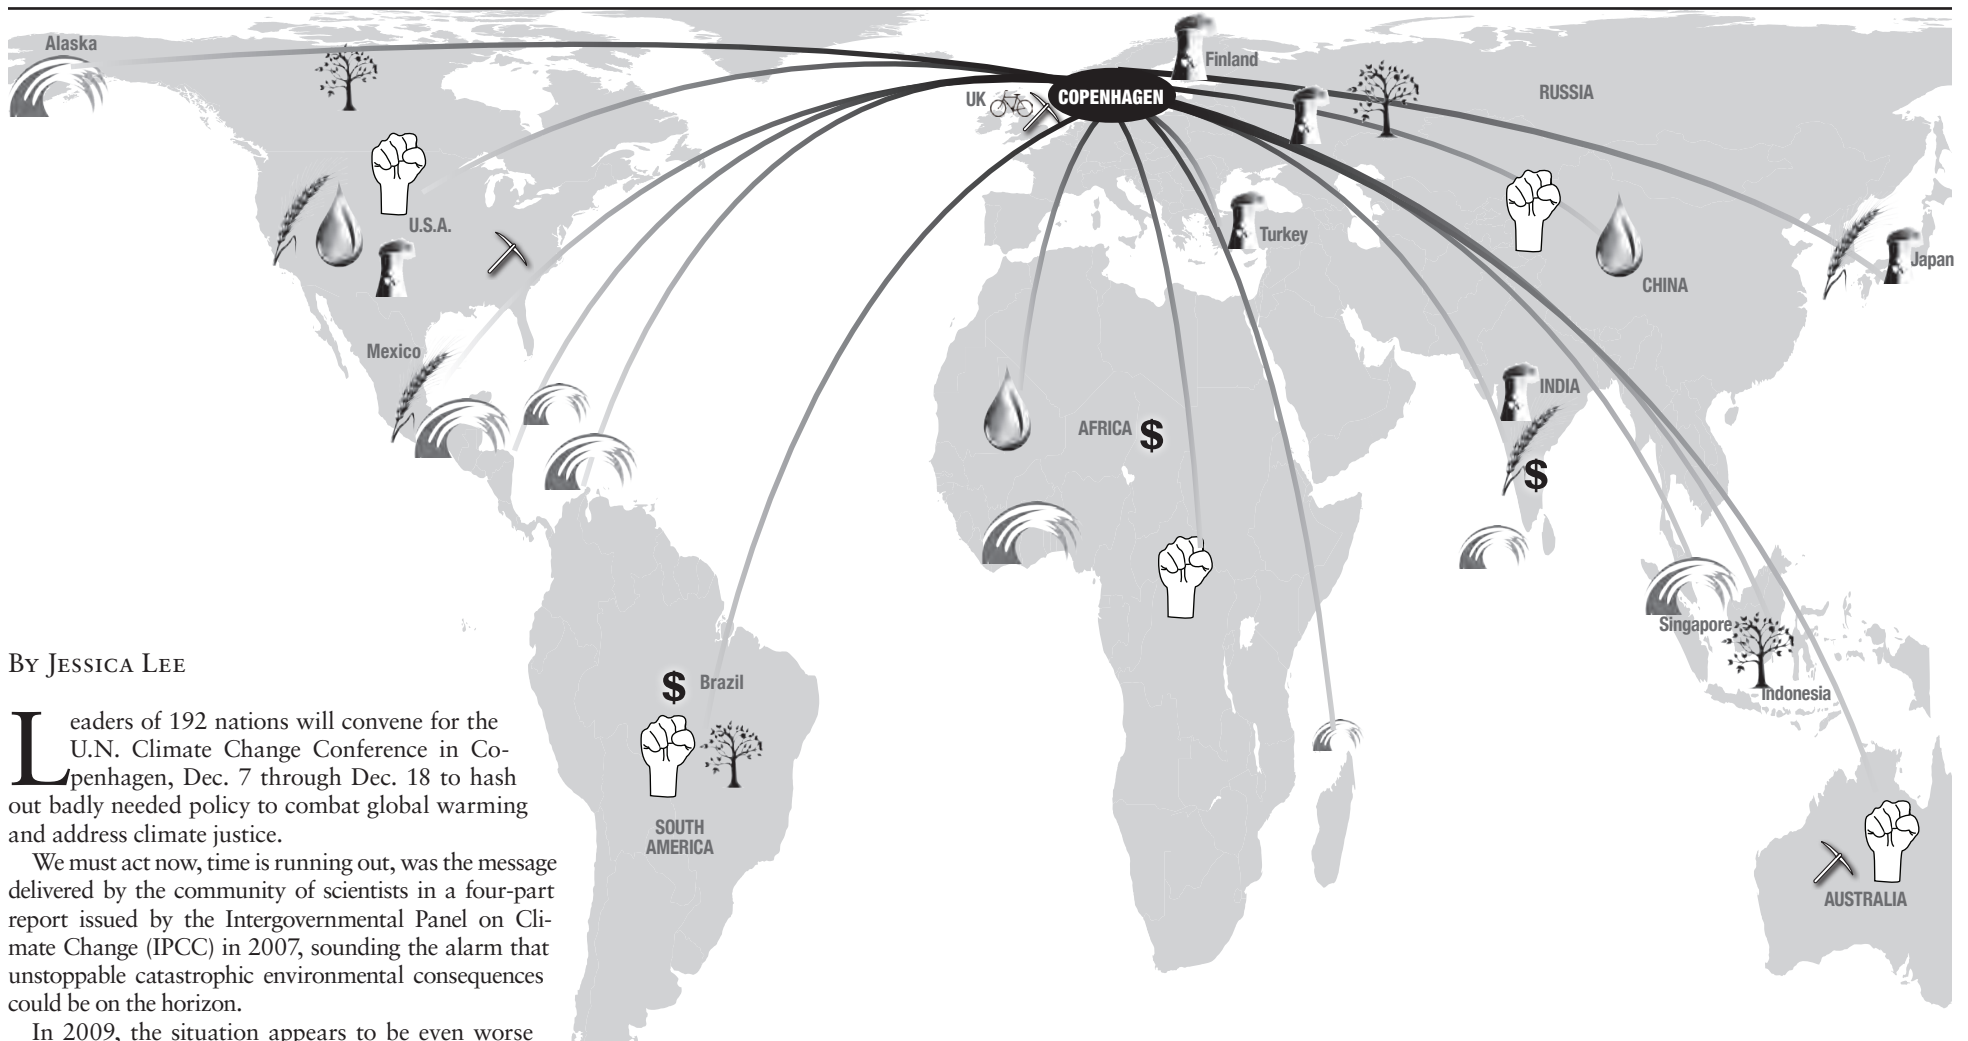 Alaska
Finland
RUSSIA
UK
COPENHAGEN
U.S.A.
Turkey
Japan
CHINA
Mexico
INDIA
AFRICA $
$
Singapore
Indonesia
$ Brazil
SOUTH
AMERICA
AUSTRALIA
BY JESSICA LEE
Leaders of 192 nations will convene for the
U.N. Climate Change Conference in Co-
penhagen, Dec. 7 through Dec. 18 to hash
out badly needed policy to combat global warming
and address climate justice.
We must act now, time is running out, was the message
delivered by the community of scientists in a four-part
report issued by the Intergovernmental Panel on Cli-
mate Change (IPCC) in 2007, sounding the alarm that
unstoppable catastrophic environmental consequences
could be on the horizon.
In 2009, the situation appears to be even worse